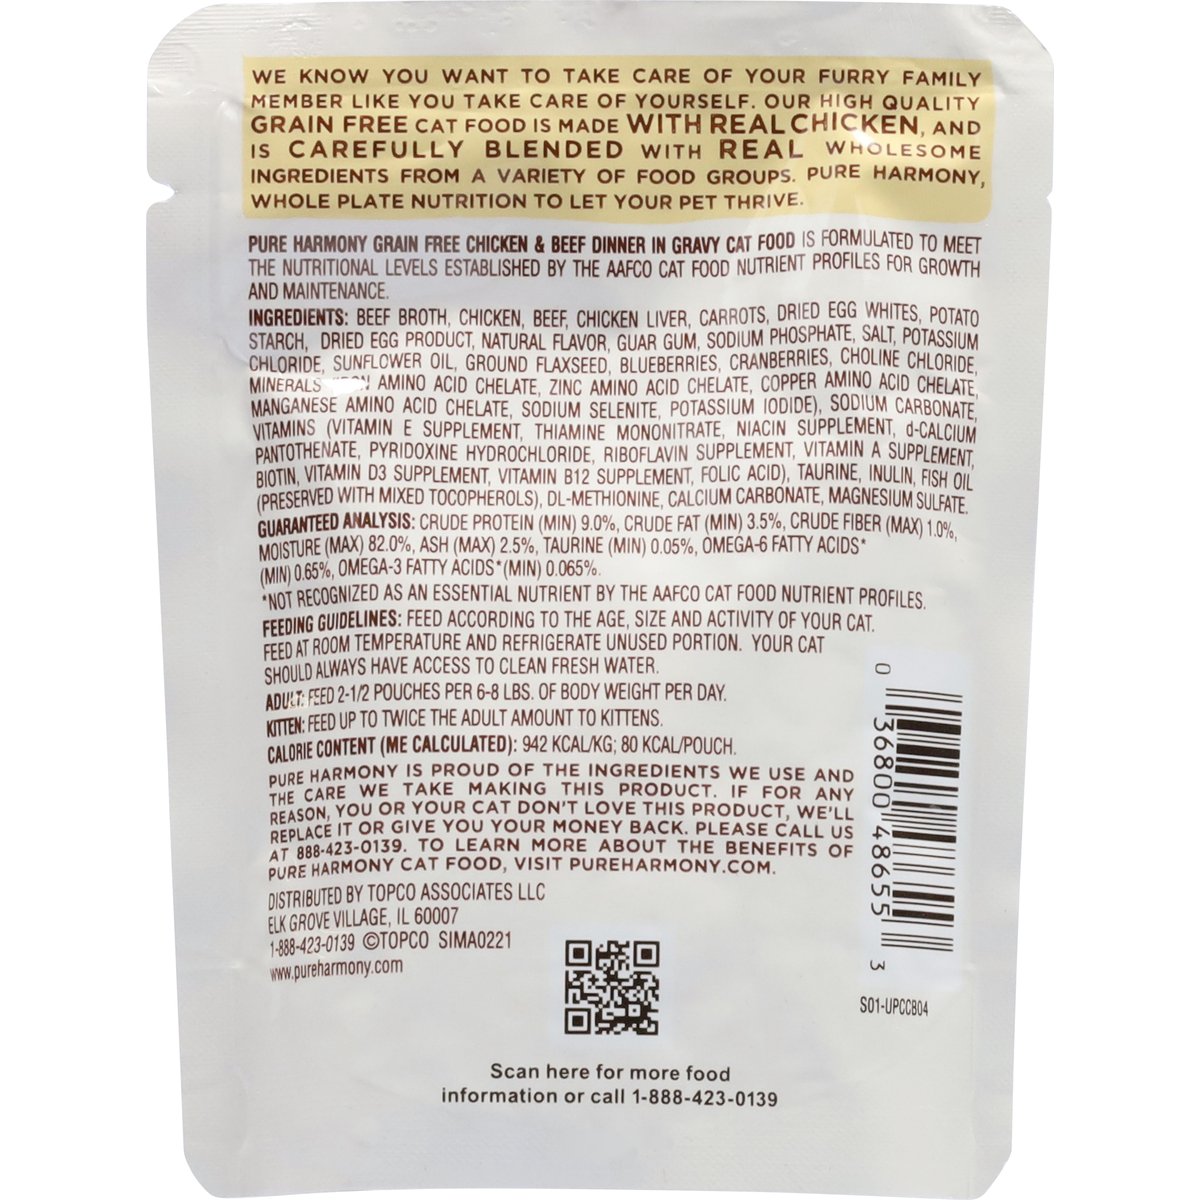 WE KNOW YOU WANT TO TAKE CARE OF YOUR FURRY FAMILY
MEMBER LIKE YOU TAKE CARE OF YOURSELF. OUR HIGH QUALITY
GRAIN FREE CAT FOOD IS MADE WITH REAL CHICKEN, AND
IS CAREFULLY BLENDED WITH REAL WHOLESOME
INGREDIENTS FROM A VARIETY OF FOOD GROUPS. PURE HARMONY,
WHOLE PLATE NUTRITION TO LET YOUR PET THRIVE.
PURE HARMONY GRAIN FREE CHICKEN & BEEF DINNER IN GRAVY CAT FOOD IS FORMULATED TO MEET
THE NUTRITIONAL LEVELS ESTABLISHED BY THE AAFCO CAT FOOD NUTRIENT PROFILES FOR GROWTH
AND MAINTENANCE.
INGREDIENTS: BEEF BROTH, CHICKEN, BEEF, CHICKEN LIVER, CARROTS, DRIED EGG WHITES, POTATO
STARCH, DRIED EGG PRODUCT, NATURAL FLAVOR, GUAR GUM, SODIUM PHOSPHATE, SALT, POTASSIUM
CHLORIDE, SUNFLOWER OIL, GROUND FLAXSEED, BLUEBERRIES, CRANBERRIES, CHOLINE CHLORIDE,
MINERALS AMINO ACID CHELATE, ZINC AMINO ACID CHELATE, COPPER AMINO ACID CHELATE,
MANGANESE AMINO ACID CHELATE, SODIUM SELENITE, POTASSIUM IODIDE), SODIUM CARBONATE,
VITAMINS (VITAMIN E SUPPLEMENT, THIAMINE MONONITRATE, NIACIN SUPPLEMENT, d-CALCIUM
PANTOTHENATE, PYRIDOXINE HYDROCHLORIDE, RIBOFLAVIN SUPPLEMENT, VITAMIN A SUPPLEMENT,
BIOTIN, VITAMIN D3 SUPPLEMENT, VITAMIN B12 SUPPLEMENT, FOLIC ACID), TAURINE, INULIN, FISH OIL
(PRESERVED WITH MIXED TOCOPHEROLS), DL-METHIONINE, CALCIUM CARBONATE, MAGNESIUM SULFATE.
GUARANTEED ANALYSIS: CRUDE PROTEIN (MIN) 9.0%, CRUDE FAT (MIN) 3.5%, CRUDE FIBER (MAX) 1.0%,
MOISTURE (MAX) 82.0%, ASH (MAX) 2.5%, TAURINE (MIN) 0.05%, OMEGA-6 FATTY ACIDS*
(MIN) 0.65%, OMEGA-3 FATTY ACIDS*(MIN) 0.065%.
*NOT RECOGNIZED AS AN ESSENTIAL NUTRIENT BY THE AAFCO CAT FOOD NUTRIENT PROFILES.
FEEDING GUIDELINES: FEED ACCORDING TO THE AGE, SIZE AND ACTIVITY OF YOUR CAT.
FEED AT ROOM TEMPERATURE AND REFRIGERATE UNUSED PORTION. YOUR CAT
SHOULD ALWAYS HAVE ACCESS TO CLEAN FRESH WATER.
ADULT: FEED 2-1/2 POUCHES PER 6-8 LBS. OF BODY WEIGHT PER DAY.
KITTEN: FEED UP TO TWICE THE ADULT AMOUNT TO KITTENS.
CALORIE CONTENT (ME CALCULATED): 942 KCAL/KG; 80 KCAL/POUCH.
PURE HARMONY IS PROUD OF THE INGREDIENTS WE USE AND
THE CARE WE TAKE MAKING THIS PRODUCT. IF FOR ANY
REASON, YOU OR YOUR CAT DON'T LOVE THIS PRODUCT, WE'LL
REPLACE IT OR GIVE YOU YOUR MONEY BACK. PLEASE CALL US
AT 888-423-0139. TO LEARN MORE ABOUT THE BENEFITS OF
PURE HARMONY CAT FOOD, VISIT PUREHARMONY.COM.
DISTRIBUTED BY TOPCO ASSOCIATES LLC
ELK GROVE VILLAGE, IL 60007
1-888-423-0139 ©TOPCO SIMA0221
www.pureharmony.com
0 36800 48655 3
S01-UPCCB04
Scan here for more food
information or call 1-888-423-0139